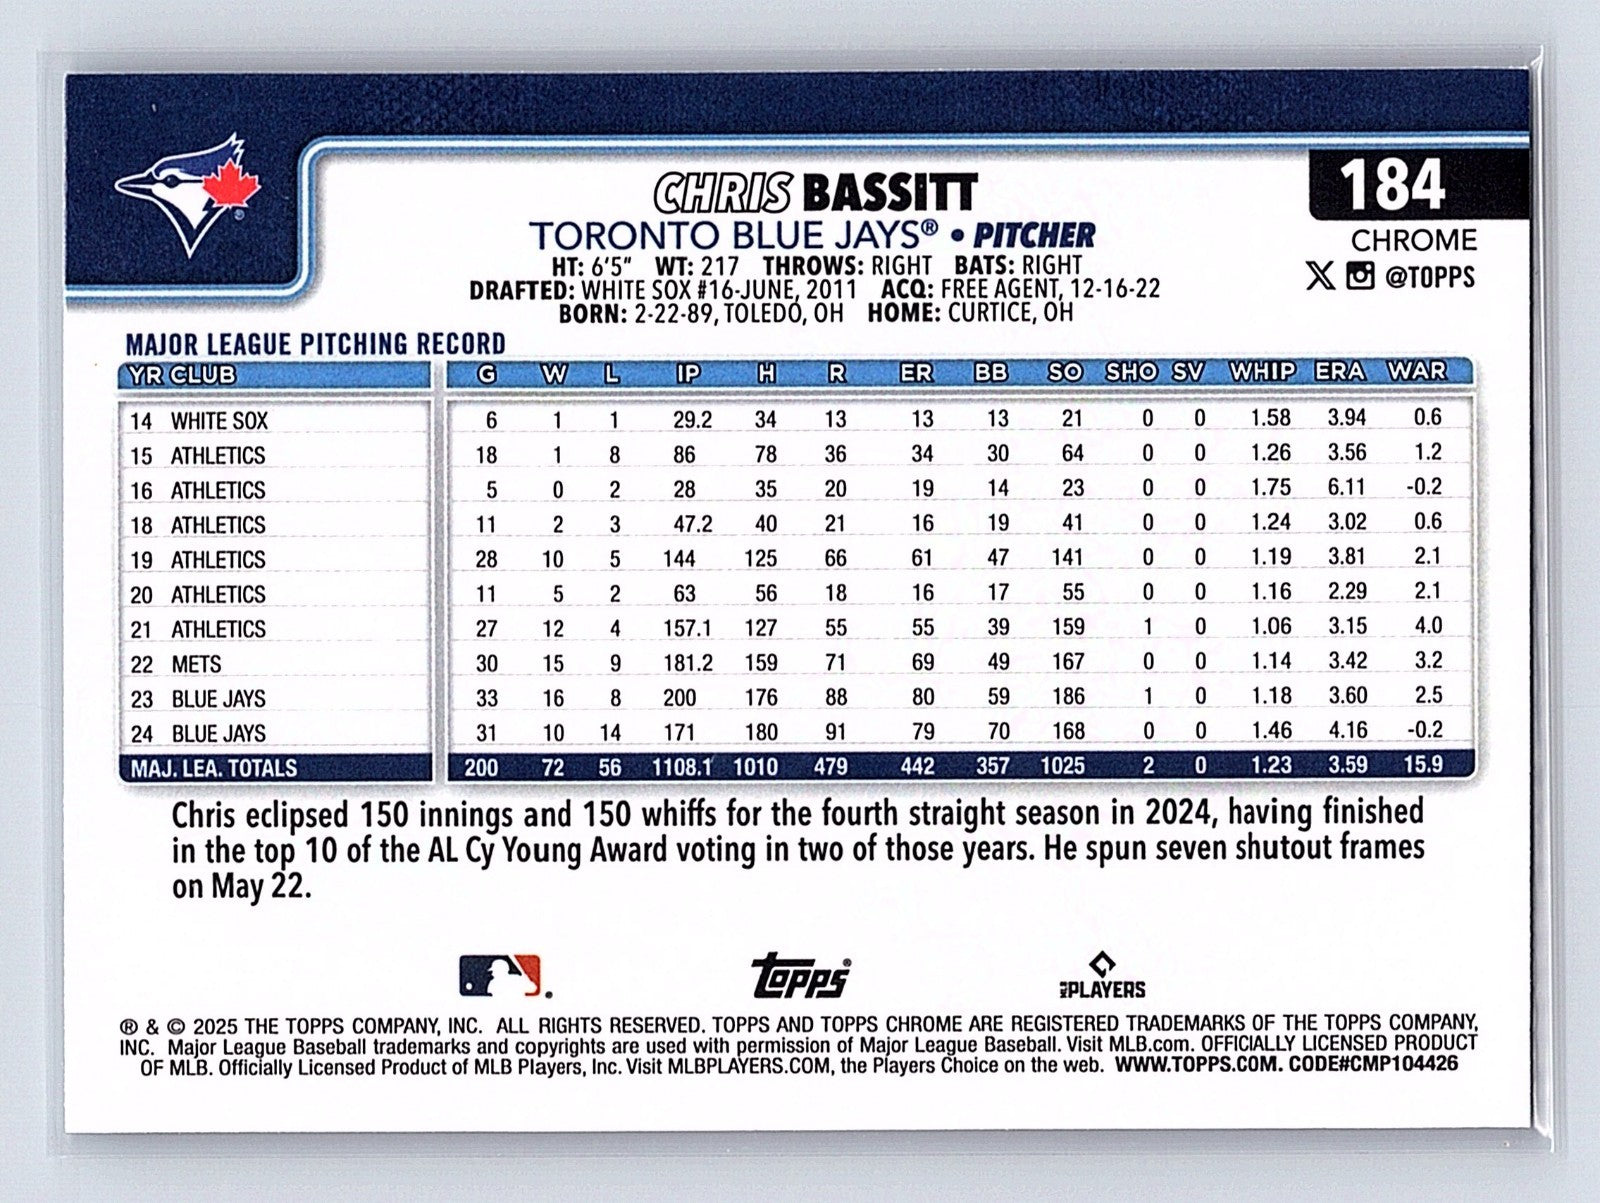 184
CHRIS BASSITT
TORONTO BLUE JAYS® • PITCHER
CHROME
HT: 6'5" WT: 217 THROWS: RIGHT BATS: RIGHT
@TOPPS
DRAFTED: WHITE SOX #16-JUNE, 2011 ACQ: FREE AGENT, 12-16-22
BORN: 2-22-89, TOLEDO, OH HOME: CURTICE, OH
MAJOR LEAGUE PITCHING RECORD
YR CLUB G W L IP H R ER BB SO SHO SV WHIP ERA WAR
14 WHITE SOX 6 1 1 29.2 34 13 13 13 21 0 0 1.58 3.94 0.6
15 ATHLETICS 18 1 8 86 78 36 34 30 64 0 0 1.26 3.56 1.2
16 ATHLETICS 5 0 2 28 35 20 19 14 23 0 0 1.75 6.11 -0.2
18 ATHLETICS 11 2 3 47.2 40 21 16 19 41 0 0 1.24 3.02 0.6
19 ATHLETICS 28 10 5 144 125 66 61 47 141 0 0 1.19 3.81 2.1
20 ATHLETICS 11 5 2 63 56 18 16 17 55 0 0 1.16 2.29 2.1
21 ATHLETICS 27 12 4 157.1 127 55 55 39 159 1 0 1.06 3.15 4.0
22 METS 30 15 9 181.2 159 71 69 49 167 0 0 1.14 3.42 3.2
23 BLUE JAYS 33 16 8 200 176 88 80 59 186 1 0 1.18 3.60 2.5
24 BLUE JAYS 31 10 14 171 180 91 79 70 168 0 0 1.46 4.16 -0.2
MAJ. LEA. TOTALS 200 72 56 1108.1 1010 479 442 357 1025 2 0 1.23 3.59 15.9
Chris eclipsed 150 innings and 150 whiffs for the fourth straight season in 2024, having finished
in the top 10 of the AL Cy Young Award voting in two of those years. He spun seven shutout frames
on May 22.
Topps®
MLB PLAYERS
® & © 2025 THE TOPPS COMPANY, INC. ALL RIGHTS RESERVED. TOPPS AND TOPPS CHROME ARE REGISTERED TRADEMARKS OF THE TOPPS COMPANY,
INC. Major League Baseball trademarks and copyrights are used with permission of Major League Baseball. Visit MLB.com. OFFICIALLY LICENSED PRODUCT
OF MLB. Officially Licensed Product of MLB Players, Inc. Visit MLBPLAYERS.COM, the Players Choice on the web. WWW.TOPPS.COM. CODE#CMP104426